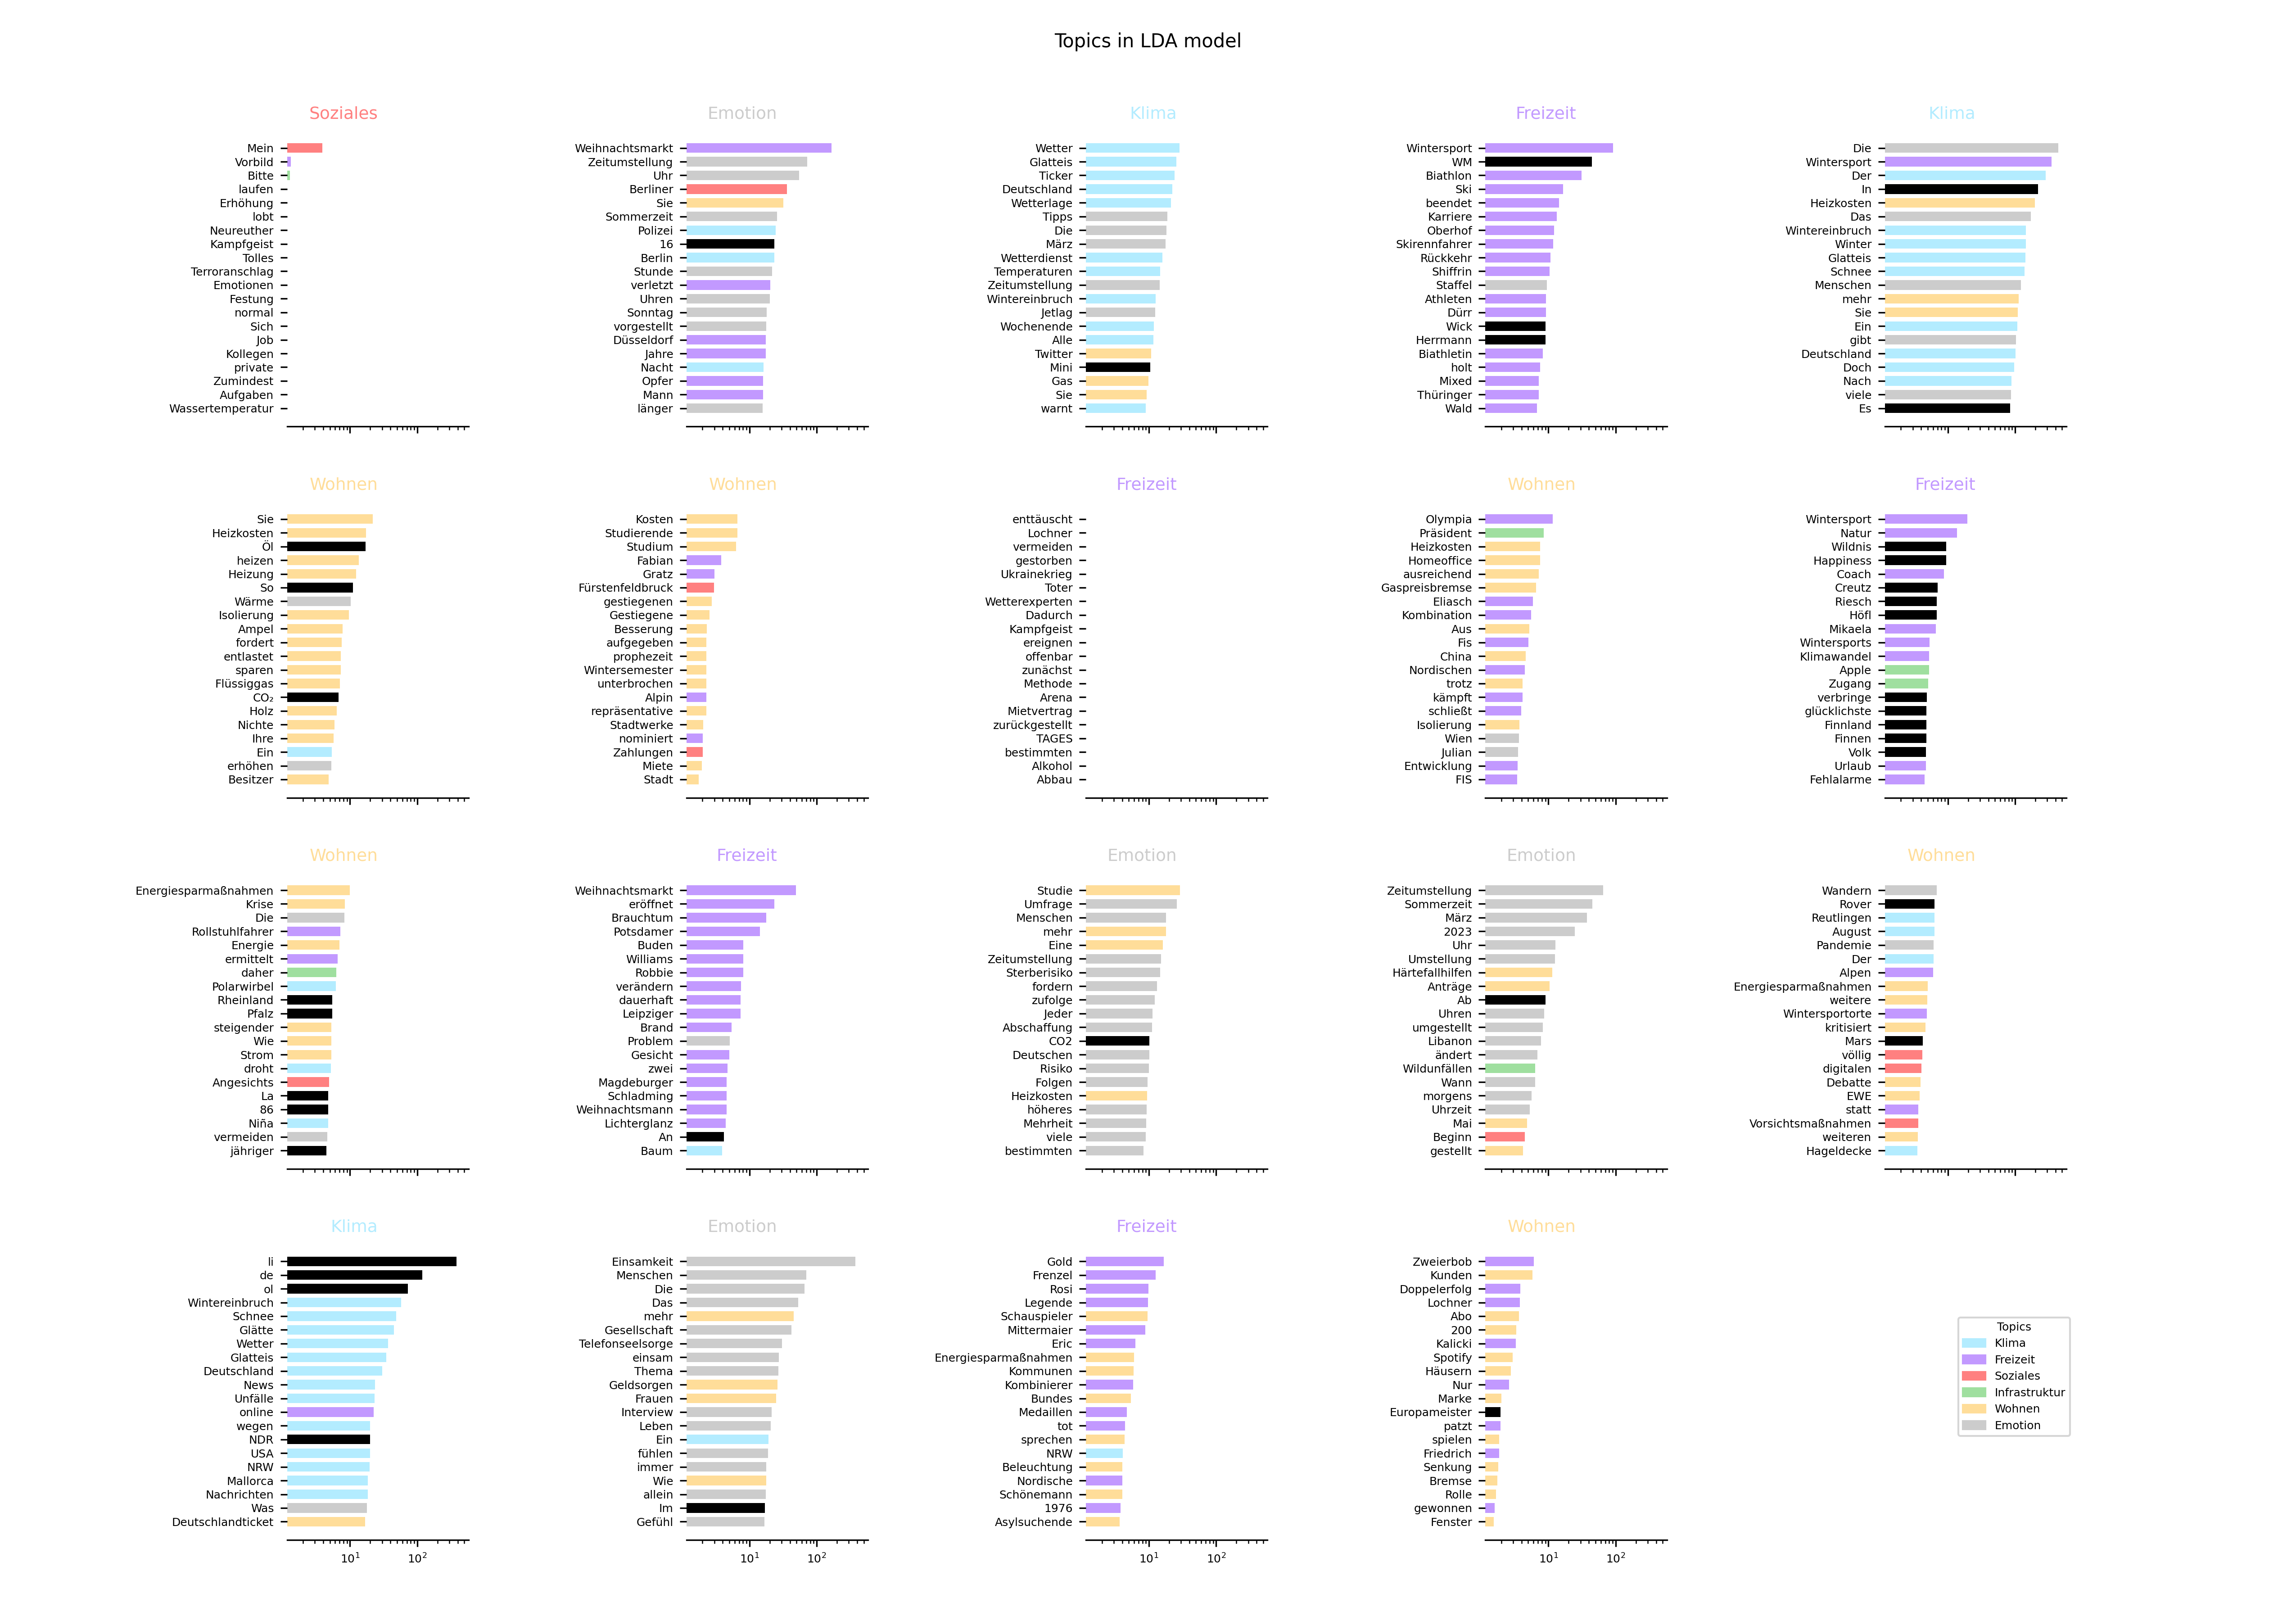 Topics in LDA model
Soziales
Mein
Vorbild
Bitte
laufen
Erhöhung
lobt
Neureuther
Kampfgeist
Tolles
Terroranschlag
Emotionen
Festung
normal
Sich
Job
Kollegen
private
Zumindest
Aufgaben
Wassertemperatur
Emotion
Weihnachtsmarkt
Zeitumstellung
Uhr
Berliner
Sie
Sommerzeit
Polizei
16
Berlin
Stunde
verletzt
Uhren
Sonntag
vorgestellt
Düsseldorf
Jahre
Nacht
Opfer
Mann
länger
Klima
Wetter
Glatteis
Ticker
Deutschland
Wetterlage
Tipps
Die
März
Wetterdienst
Temperaturen
Zeitumstellung
Wintereinbruch
Jetlag
Wochenende
Alle
Twitter
Mini
Gas
Sie
warnt
Freizeit
Wintersport
WM
Biathlon
Ski
beendet
Karriere
Oberhof
Skirennfahrer
Rückkehr
Shiffrin
Staffel
Athleten
Dürr
Wick
Herrmann
Biathletin
holt
Mixed
Thüringer
Wald
Klima
Die
Wintersport
Der
In
Heizkosten
Das
Wintereinbruch
Winter
Glatteis
Schnee
Menschen
mehr
Sie
Ein
gibt
Deutschland
Doch
Nach
viele
Es
Wohnen
Sie
Heizkosten
Öl
heizen
Heizung
So
Wärme
Isolierung
Ampel
fordert
entlastet
sparen
Flüssiggas
CO₂
Holz
Nichte
Ihre
Ein
erhöhen
Besitzer
Wohnen
Kosten
Studierende
Studium
Fabian
Gratz
Fürstenfeldbruck
gestiegenen
Gestiegene
Besserung
aufgegeben
prophezeit
Wintersemester
unterbrochen
Alpin
repräsentative
Stadtwerke
nominiert
Zahlungen
Miete
Stadt
Freizeit
enttäuscht
Lochner
vermeiden
gestorben
Ukrainekrieg
Toter
Wetterexperten
Dadurch
Kampfgeist
ereignen
offenbar
zunächst
Methode
Arena
Mietvertrag
zurückgestellt
TAGES
bestimmten
Alkohol
Abbau
Wohnen
Olympia
Präsident
Heizkosten
Homeoffice
ausreichend
Gaspreisbremse
Eliasch
Kombination
Aus
Fis
China
Nordischen
trotz
kämpft
schließt
Isolierung
Wien
Julian
Entwicklung
FIS
Freizeit
Wintersport
Natur
Wildnis
Happiness
Coach
Creutz
Riesch
Höfl
Mikaela
Wintersports
Klimawandel
Apple
Zugang
verbringe
glücklichste
Finnland
Finnen
Volk
Urlaub
Fehlalarme
Wohnen
Energiesparmaßnahmen
Krise
Die
Rollstuhlfahrer
Energie
ermittelt
daher
Polarwirbel
Rheinland
Pfalz
steigender
Wie
Strom
droht
Angesichts
La
86
Niña
vermeiden
jähriger
Freizeit
Weihnachtsmarkt
eröffnet
Brauchtum
Potsdamer
Buden
Williams
Robbie
verändern
dauerhaft
Leipziger
Brand
Problem
Gesicht
zwei
Magdeburger
Schladming
Weihnachtsmann
Lichterglanz
An
Baum
Emotion
Studie
Umfrage
Menschen
mehr
Eine
Zeitumstellung
Sterberisiko
fordern
zufolge
Jeder
Abschaffung
CO2
Deutschen
Risiko
Folgen
Heizkosten
höheres
Mehrheit
viele
bestimmten
Emotion
Zeitumstellung
Sommerzeit
März
2023
Uhr
Umstellung
Härtefallhilfen
Anträge
Ab
Uhren
umgestellt
Libanon
ändert
Wildunfällen
Wann
morgens
Uhrzeit
Mai
Beginn
gestellt
Wohnen
Wandern
Rover
Reutlingen
August
Pandemie
Der
Alpen
Energiesparmaßnahmen
weitere
Wintersportorte
kritisiert
Mars
völlig
digitalen
Debatte
EWE
statt
Vorsichtsmaßnahmen
weiteren
Hageldecke
Klima
li
de
ol
Wintereinbruch
Schnee
Glätte
Wetter
Glatteis
Deutschland
News
Unfälle
online
wegen
NDR
USA
NRW
Mallorca
Nachrichten
Was
Deutschlandticket
10¹ 10²
Emotion
Einsamkeit
Menschen
Die
Das
mehr
Gesellschaft
Telefonseelsorge
einsam
Thema
Geldsorgen
Frauen
Interview
Leben
Ein
fühlen
immer
Wie
allein
Im
Gefühl
10¹ 10²
Freizeit
Gold
Frenzel
Rosi
Legende
Schauspieler
Mittermaier
Eric
Energiesparmaßnahmen
Kommunen
Kombinierer
Bundes
Medaillen
tot
sprechen
NRW
Beleuchtung
Nordische
Schönemann
1976
Asylsuchende
10¹ 10²
Wohnen
Zweierbob
Kunden
Doppelerfolg
Lochner
Abo
200
Kalicki
Spotify
Häusern
Nur
Marke
Europameister
patzt
spielen
Friedrich
Senkung
Bremse
Rolle
gewonnen
Fenster
10¹ 10²
Topics
Klima
Freizeit
Soziales
Infrastruktur
Wohnen
Emotion